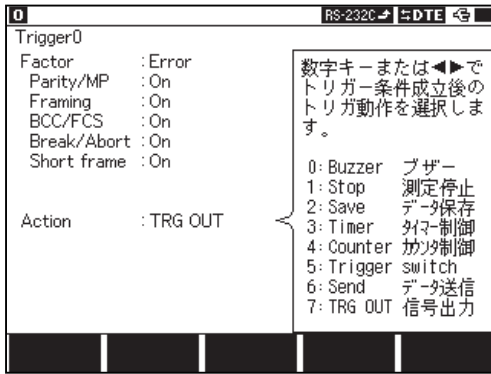 0 RS-232C DTE
Trigger0
Factor :Error
Parity/MP :On
Framing :On
BCC/FCS :On
Break/Abort :On
Short frame :On
Action :TRG OUT
数字キーまたは◀▶で
トリガー条件成立後の
トリガ動作を選択しま
す。
0:Buzzer ブザー
1:Stop 測定停止
2:Save データ保存
3:Timer タイマー制御
4:Counter カウンタ制御
5:Trigger switch
6:Send データ送信
7:TRG OUT 信号出力